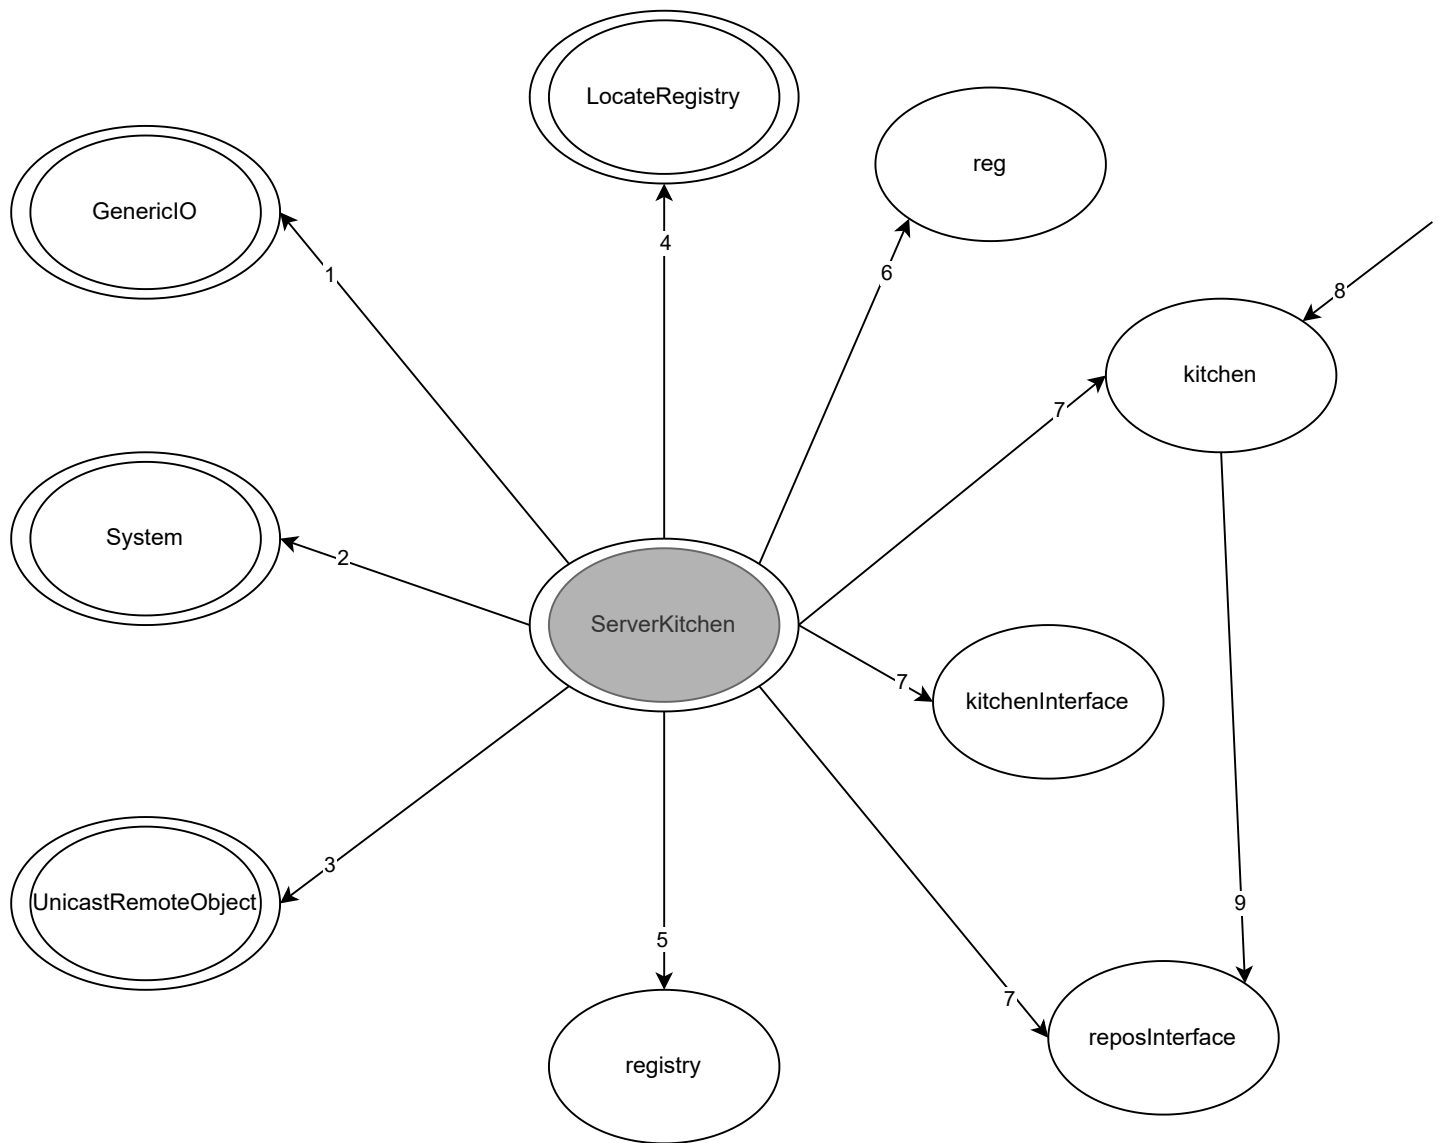 LocateRegistry
reg
GenericIO
4
6
1
8
kitchen
7
System
2
ServerKitchen
7
kitchenInterface
3
UnicastRemoteObject
9
5
7
reposInterface
registry